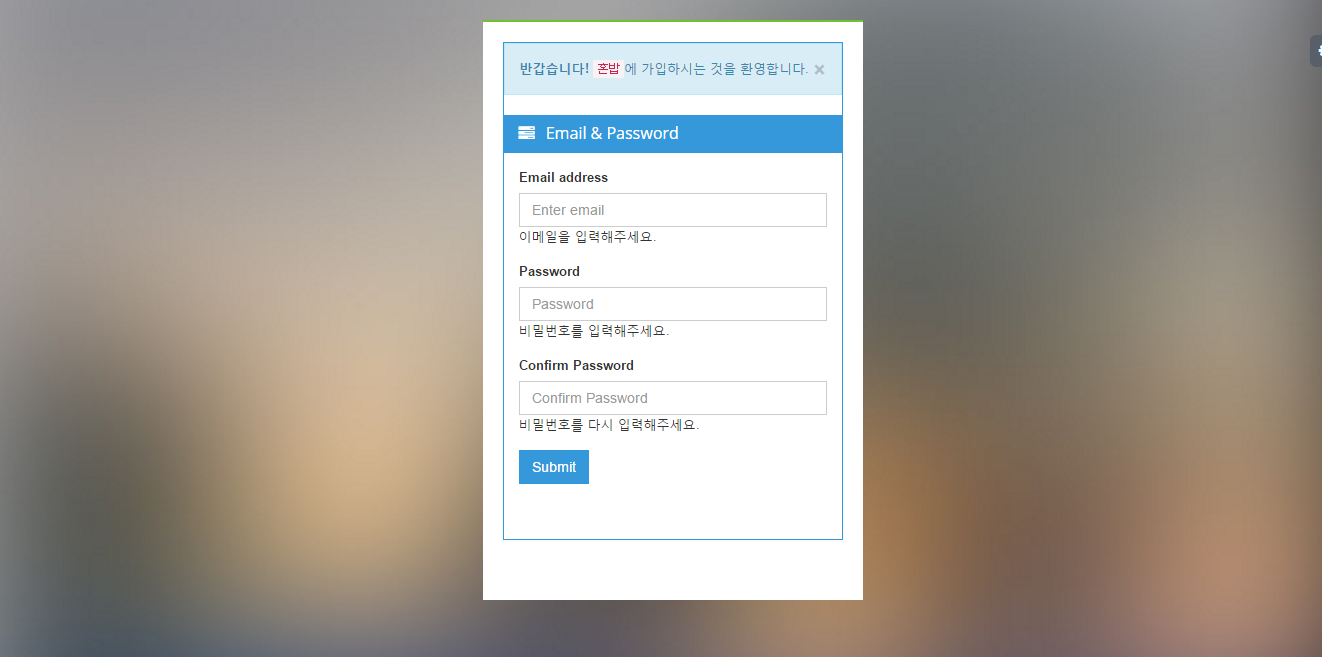 반갑습니다! 혼밥에 가입하시는 것을 환영합니다. ×
Email & Password
Email address
Enter email
이메일을 입력해주세요.
Password
Password
비밀번호를 입력해주세요.
Confirm Password
Confirm Password
비밀번호를 다시 입력해주세요.
Submit